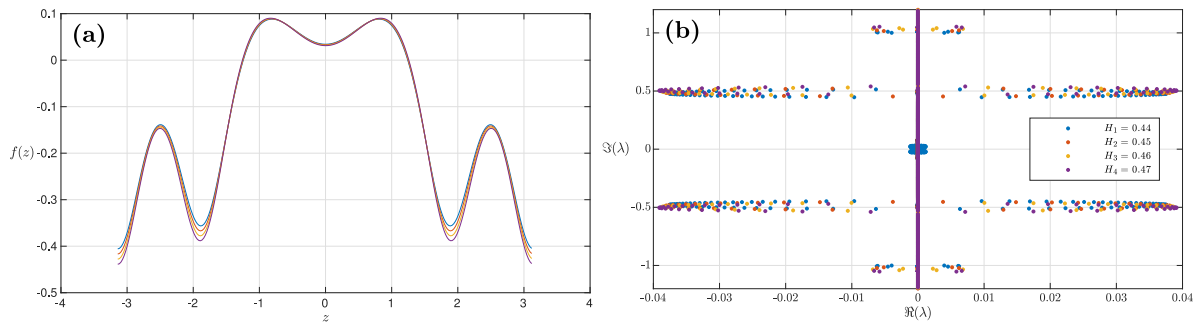 (a)
0.1
0
-0.1
-0.2
-0.3
-0.4
-0.5
f(z)
-4 -3 -2 -1 0 1 2 3 4
z
(b)
1
0.5
0
-0.5
-1
ℑ(λ)
H₁ = 0.44
H₂ = 0.45
H₃ = 0.46
H₄ = 0.47
-0.04 -0.03 -0.02 -0.01 0 0.01 0.02 0.03 0.04
ℜ(λ)